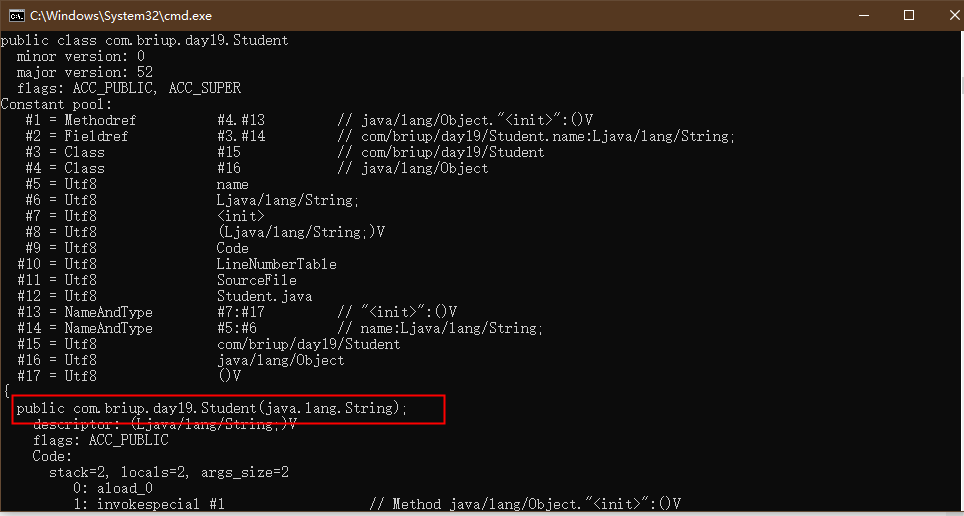 C:\Windows\System32\cmd.exe
public class com.briup.day19.Student
  minor version: 0
  major version: 52
  flags: ACC_PUBLIC, ACC_SUPER
Constant pool:
   #1 = Methodref          #4.#13         // java/lang/Object."<init>":()V
   #2 = Fieldref           #3.#14         // com/briup/day19/Student.name:Ljava/lang/String;
   #3 = Class              #15            // com/briup/day19/Student
   #4 = Class              #16            // java/lang/Object
   #5 = Utf8               name
   #6 = Utf8               Ljava/lang/String;
   #7 = Utf8               <init>
   #8 = Utf8               (Ljava/lang/String;)V
   #9 = Utf8               Code
  #10 = Utf8               LineNumberTable
  #11 = Utf8               SourceFile
  #12 = Utf8               Student.java
  #13 = NameAndType        #7:#17         // "<init>":()V
  #14 = NameAndType        #5:#6          // name:Ljava/lang/String;
  #15 = Utf8               com/briup/day19/Student
  #16 = Utf8               java/lang/Object
  #17 = Utf8               ()V
{
  public com.briup.day19.Student(java.lang.String);
    descriptor: (Ljava/lang/String;)V
    flags: ACC_PUBLIC
    Code:
      stack=2, locals=2, args_size=2
         0: aload_0
         1: invokespecial #1                  // Method java/lang/Object."<init>":()V